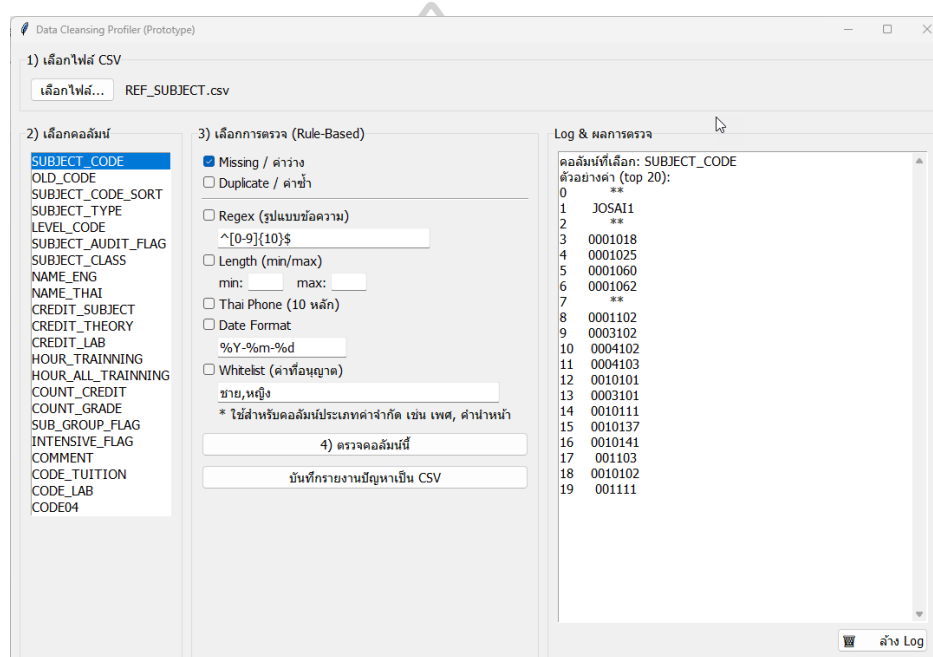 Data Cleansing Profiler (Prototype)
1) เลือกไฟล์ CSV
เลือกไฟล์... REF_SUBJECT.csv
2) เลือกคอลัมน์
SUBJECT_CODE
OLD_CODE
SUBJECT_CODE_SORT
SUBJECT_TYPE
LEVEL_CODE
SUBJECT_AUDIT_FLAG
SUBJECT_CLASS
NAME_ENG
NAME_THAI
CREDIT_SUBJECT
CREDIT_THEORY
CREDIT_LAB
HOUR_TRAINNING
HOUR_ALL_TRAINNING
COUNT_CREDIT
COUNT_GRADE
SUB_GROUP_FLAG
INTENSIVE_FLAG
COMMENT
CODE_TUITION
CODE_LAB
CODE04
3) เลือกการตรวจ (Rule-Based)
Missing / ค่าว่าง
Duplicate / ค่าซ้ำ
Regex (รูปแบบข้อความ)
^[0-9]{10}$
Length (min/max)
min: max:
Thai Phone (10 หลัก)
Date Format
%Y-%m-%d
Whitelist (ค่าที่อนุญาต)
ชาย,หญิง
* ใช้สำหรับคอลัมน์ประเภทค่าจำกัด เช่น เพศ, คำนำหน้า
4) ตรวจคอลัมน์นี้
บันทึกรายงานปัญหาเป็น CSV
Log & ผลการตรวจ
คอลัมน์ที่เลือก: SUBJECT_CODE
ตัวอย่างค่า (top 20):
0 **
1 JOSAI1
2 **
3 0001018
4 0001025
5 0001060
6 0001062
7 **
8 0001102
9 0003102
10 0004102
11 0004103
12 0010101
13 0003101
14 0010111
15 0010137
16 0010141
17 001103
18 0010102
19 001111
ล้าง Log